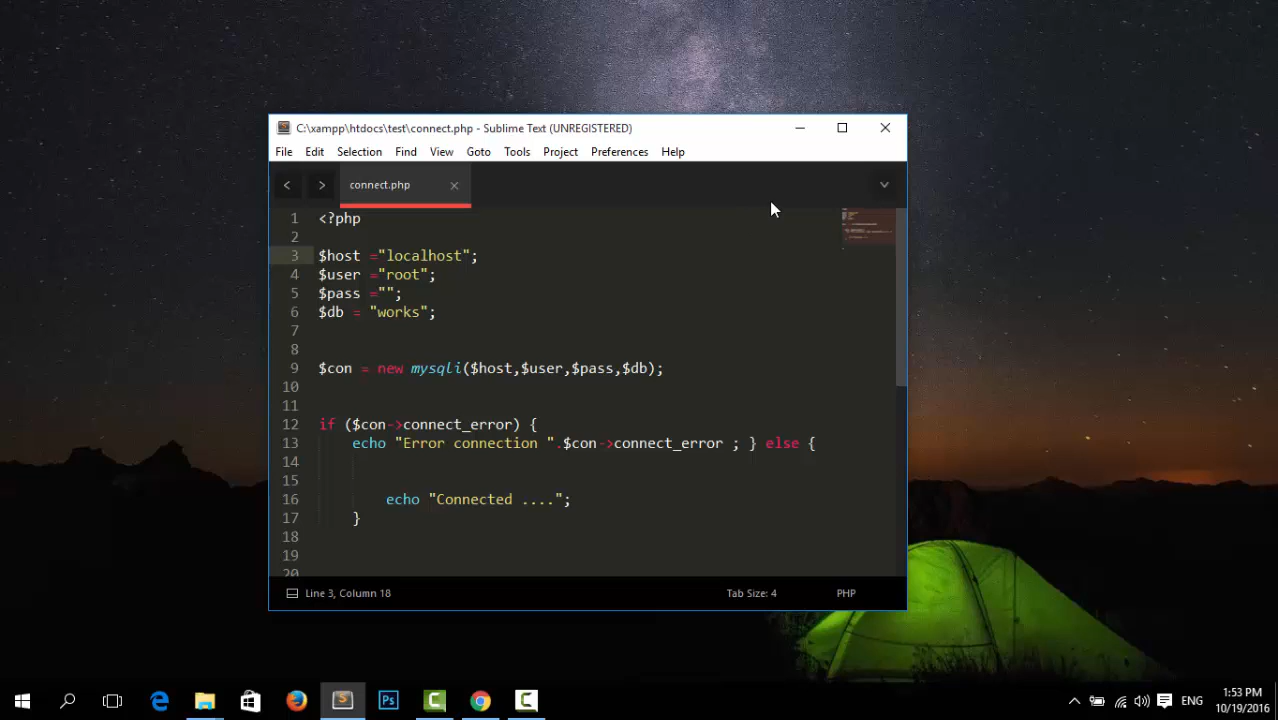 C:\xampp\htdocs\test\connect.php - Sublime Text (UNREGISTERED)
File Edit Selection Find View Goto Tools Project Preferences Help
connect.php
1 <?php
2
3 $host ="localhost";
4 $user ="root";
5 $pass ="";
6 $db = "works";
7
8
9 $con = new mysqli($host,$user,$pass,$db);
10
11
12 if ($con->connect_error) {
13 echo "Error connection ".$con->connect_error ; } else {
14
15
16 echo "Connected ....";
17 }
18
19
20
Line 3, Column 18 Tab Size: 4 PHP
Ps
ENG
1:53 PM
10/19/2016